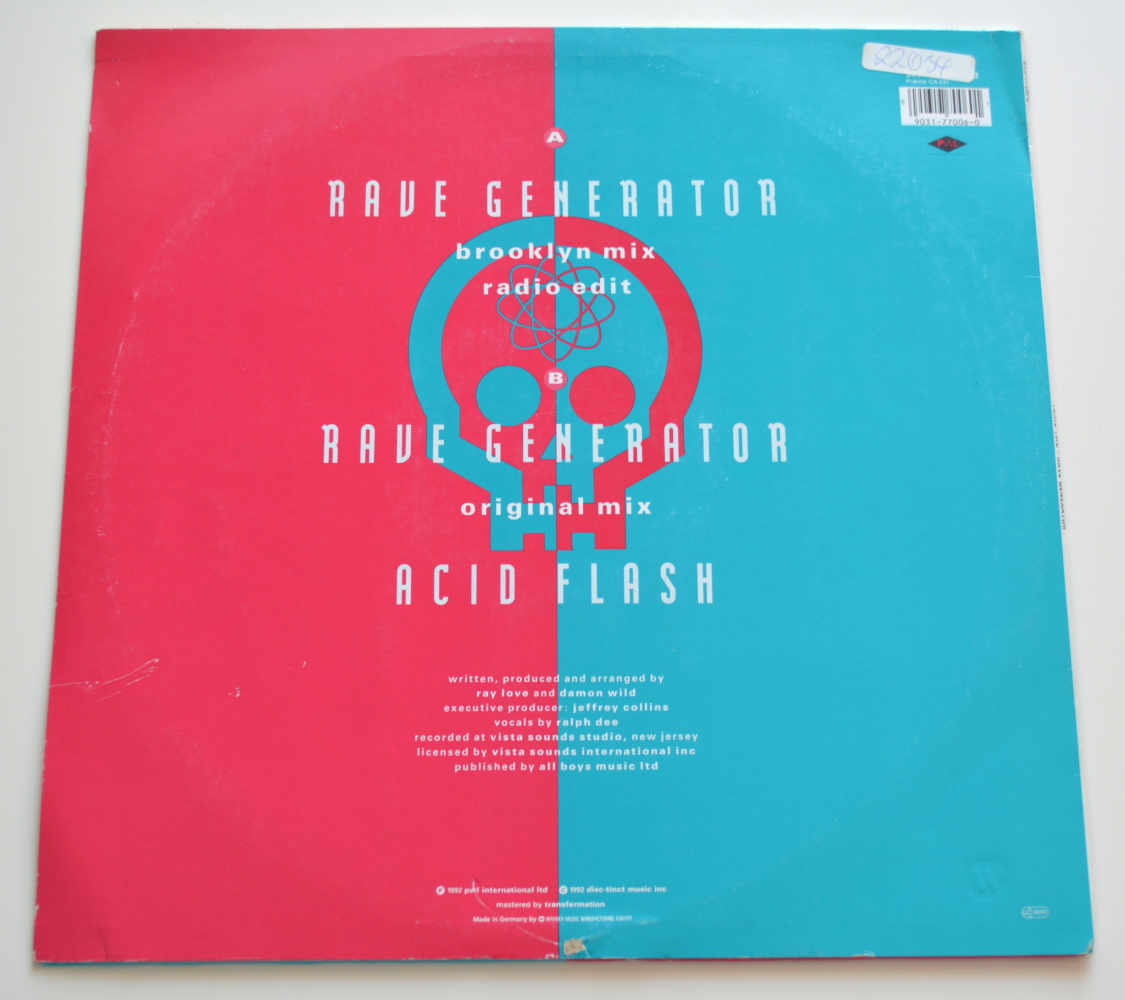 22034
9031-77006-0
PWL
A
RAVE GENERATOR
brooklyn mix
radio edit
B
RAVE GENERATOR
original mix
ACID FLASH
written, produced and arranged by
ray love and damon wild
executive producer: jeffrey collins
vocals by ralph dee
recorded at vista sounds studio, new jersey
licensed by vista sounds international inc
published by all boys music ltd
℗ 1992 pwl international ltd © 1992 disc-tinct music inc
mastered by transfermation
Made in Germany by